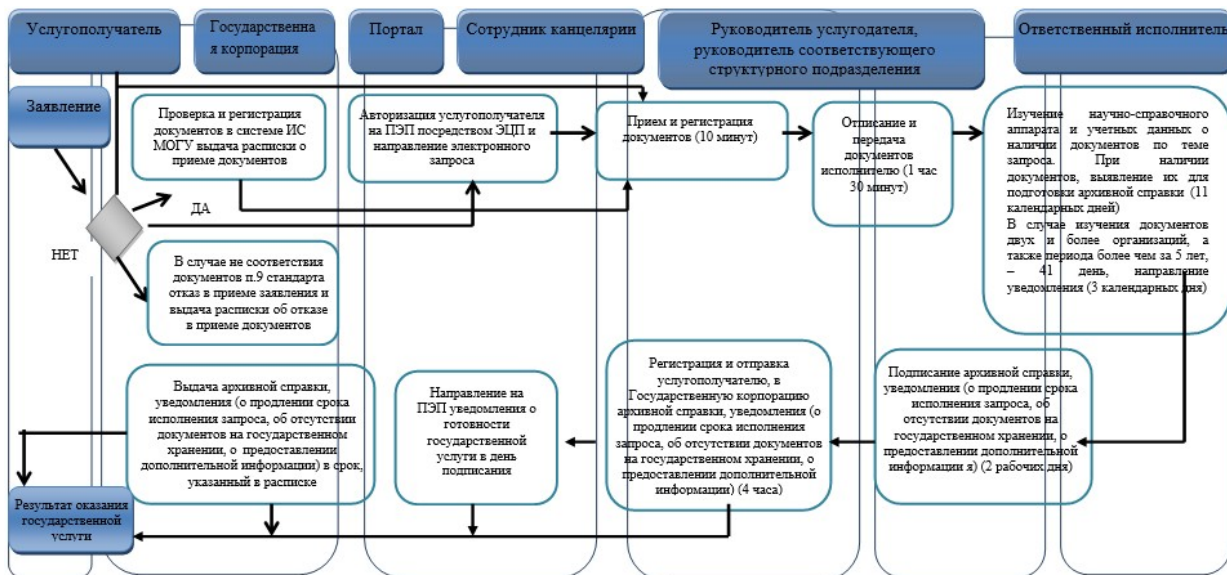 Услугополучатель
Государственна
я корпорация
Портал
Сотрудник канцелярии
Руководитель услугодателя,
руководитель соответствующего
структурного подразделения
Ответственный исполнитель
Заявление
Проверка и регистрация
документов в системе ИС
МОГУ выдача расписки о
приеме документов
Авторизация услугополучателя
на ПЭП посредством ЭЦП и
направление электронного
запроса
Прием и регистрация
документов (10 минут)
Отписание и
передача
документов
исполнителю (1 час
30 минут)
Изучение научно-справочного
аппарата и учетных данных о
наличии документов по теме
запроса. При наличии
документов, выявление их для
подготовки архивной справки (11
календарных дней)
В случае изучения документов
двух и более организаций, а
также периода более чем за 5 лет,
– 41 день, направление
уведомления (3 календарных дня)
ДА
НЕТ
В случае не соответствия
документов п.9 стандарта
отказ в приеме заявления и
выдача расписки об отказе
в приеме документов
Выдача архивной справки,
уведомления (о продлении срока
исполнения запроса, об отсутствии
документов на государственном
хранении, о предоставлении
дополнительной информации) в срок,
указанный в расписке
Направление на
ПЭП уведомления о
готовности
государственной
услуги в день
подписания
Регистрация и отправка
услугополучателю, в
Государственную корпорацию
архивной справки, уведомления (о
продлении срока исполнения
запроса, об отсутствии документов
на государственном хранении, о
предоставлении дополнительной
информации) (4 часа)
Подписание архивной справки,
уведомления (о продлении срока
исполнения запроса, об
отсутствии документов на
государственном хранении, о
предоставлении дополнительной
информации я) (2 рабочих дня)
Результат оказания
государственной
услуги